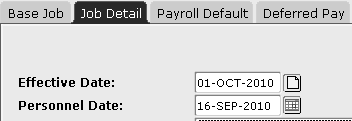 Base Job Job Detail Payroll Default Deferred Pay
Effective Date: 01-OCT-2010
Personnel Date: 16-SEP-2010